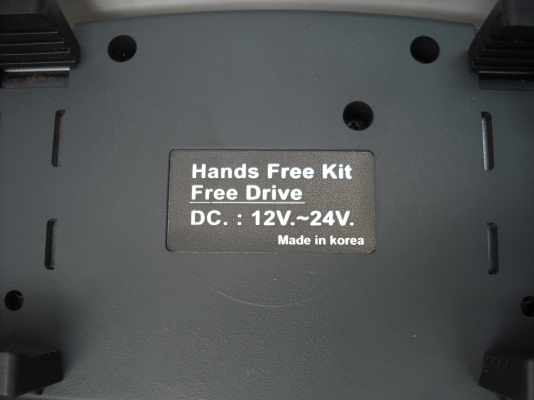 Hands Free Kit
Free Drive
DC. : 12V.~24V.
Made in korea